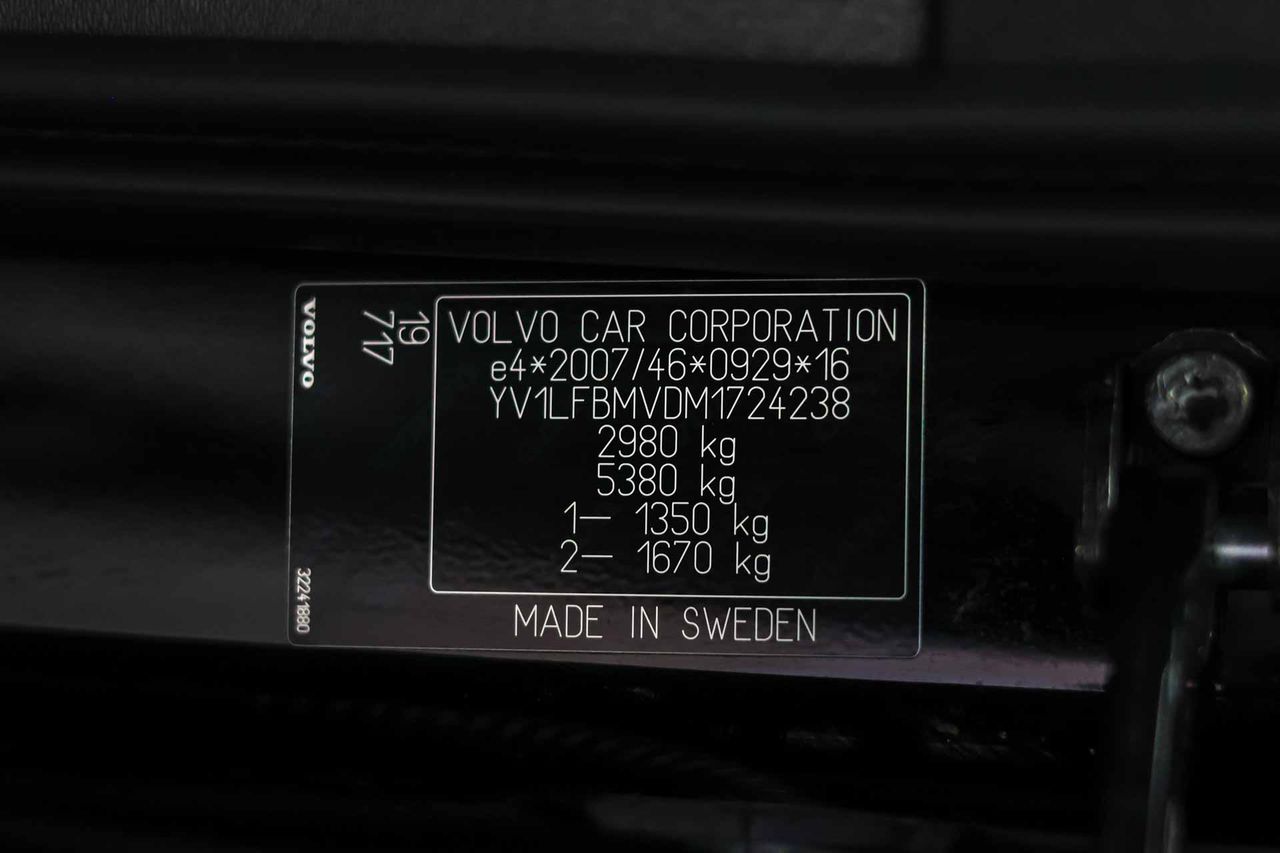 VOLVO
19
717
32241880
VOLVO CAR CORPORATION
e4*2007/46*0929*16
YV1LFBMVDM1724238
2980 kg
5380 kg
1— 1350 kg
2— 1670 kg
MADE IN SWEDEN